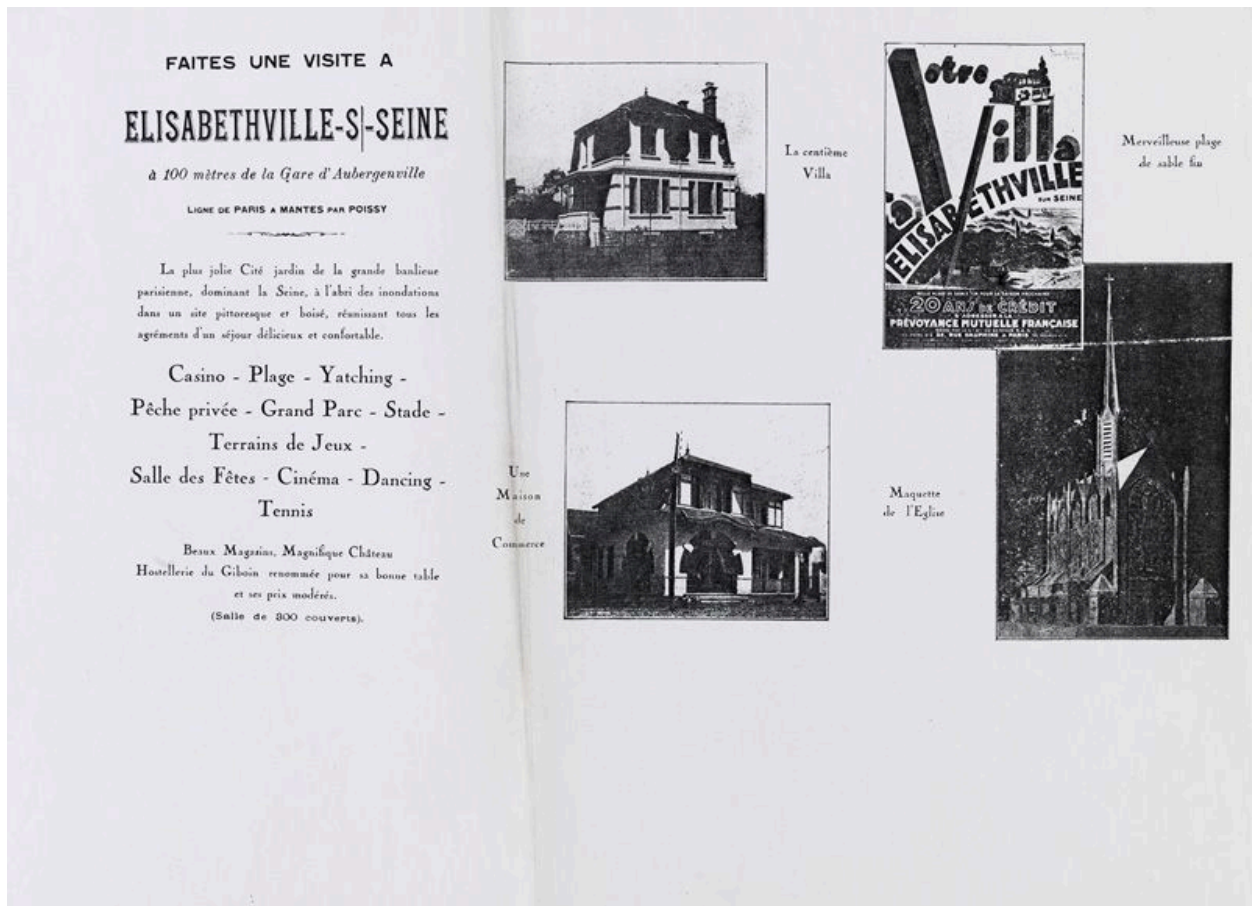 FAITES UNE VISITE A
ELISABETHVILLE-S/-SEINE
à 100 mètres de la Gare d'Aubergenville
LIGNE DE PARIS A MANTES PAR POISSY
La plus jolie Cité jardin de la grande banlieue
parisienne, dominant la Seine, à l'abri des inondations
dans un site pittoresque et boisé, réunissant tous les
agréments d'un séjour délicieux et confortable.
Casino - Plage - Yatching -
Pêche privée - Grand Parc - Stade -
Terrains de Jeux -
Salle des Fêtes - Cinéma - Dancing -
Tennis
Beaux Magasins, Magnifique Château
Hostellerie du Giboin renommée pour sa bonne table
et ses prix modérés.
(Salle de 300 couverts).
La centième
Villa
Une
Maison
de
Commerce
Votre
Villa
à
ELISABETHVILLE
SUR SEINE
20 ANS DE CRÉDIT
S'ADRESSER A LA
PRÉVOYANCE MUTUELLE FRANÇAISE
RUE DAUPHINE A PARIS
Merveilleuse plage
de sable fin
Maquette
de l'Eglise